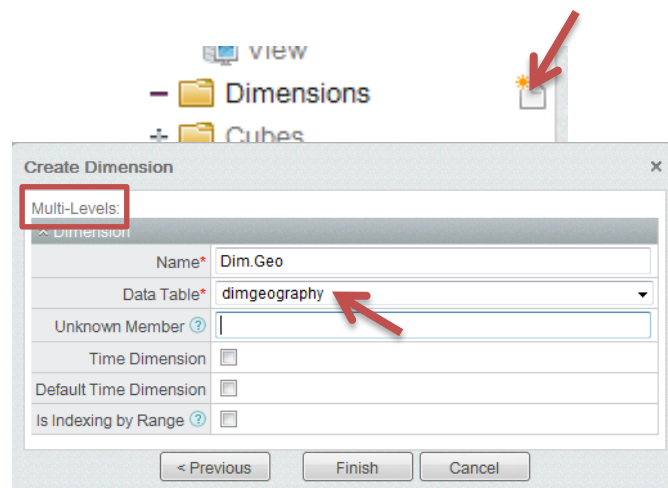 View
Dimensions
Cubes
Create Dimension
Multi-Levels:
Dimension
Name* Dim.Geo
Data Table* dimgeography
Unknown Member
Time Dimension
Default Time Dimension
Is Indexing by Range
< Previous Finish Cancel